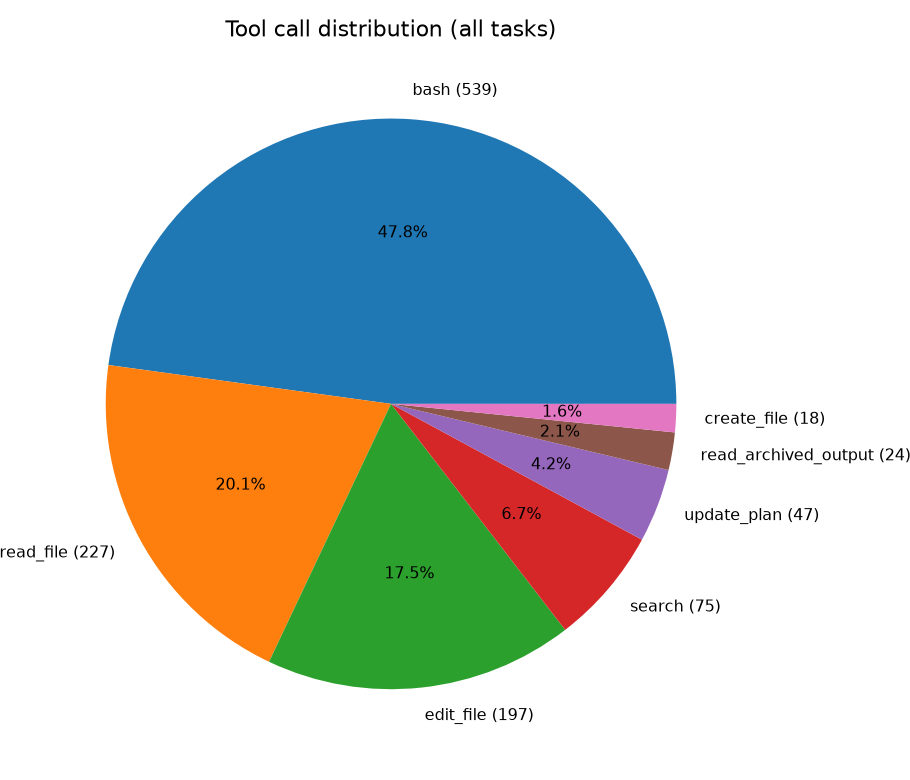 Tool call distribution (all tasks)
bash (539)
47.8%
1.6%
create_file (18)
2.1%
read_archived_output (24)
4.2%
update_plan (47)
20.1%
6.7%
read_file (227)
17.5%
search (75)
edit_file (197)